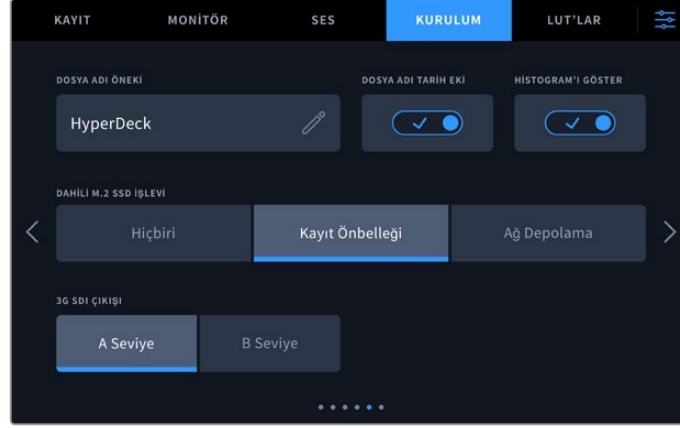 KAYIT MONİTÖR SES KURULUM LUT'LAR
DOSYA ADI ÖNEKİ DOSYA ADI TARİH EKİ HİSTOGRAM'I GÖSTER
HyperDeck
DAHİLİ M.2 SSD İŞLEVİ
Hiçbiri Kayıt Önbelleği Ağ Depolama
3G SDI ÇIKIŞI
A Seviye B Seviye